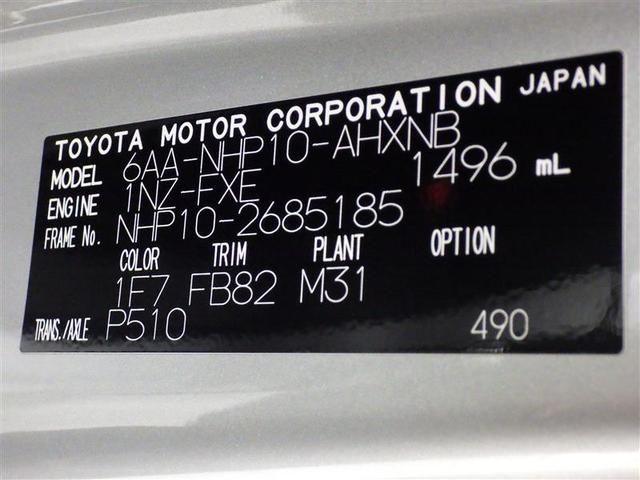 TOYOTA MOTOR CORPORATION JAPAN
MODEL 6AA-NHP10-AHXNB
ENGINE 1NZ-FXE 1496 mL
FRAME No. NHP10-2685185
COLOR TRIM PLANT OPTION
1F7 FB82 M31
TRANS./AXLE P510 490